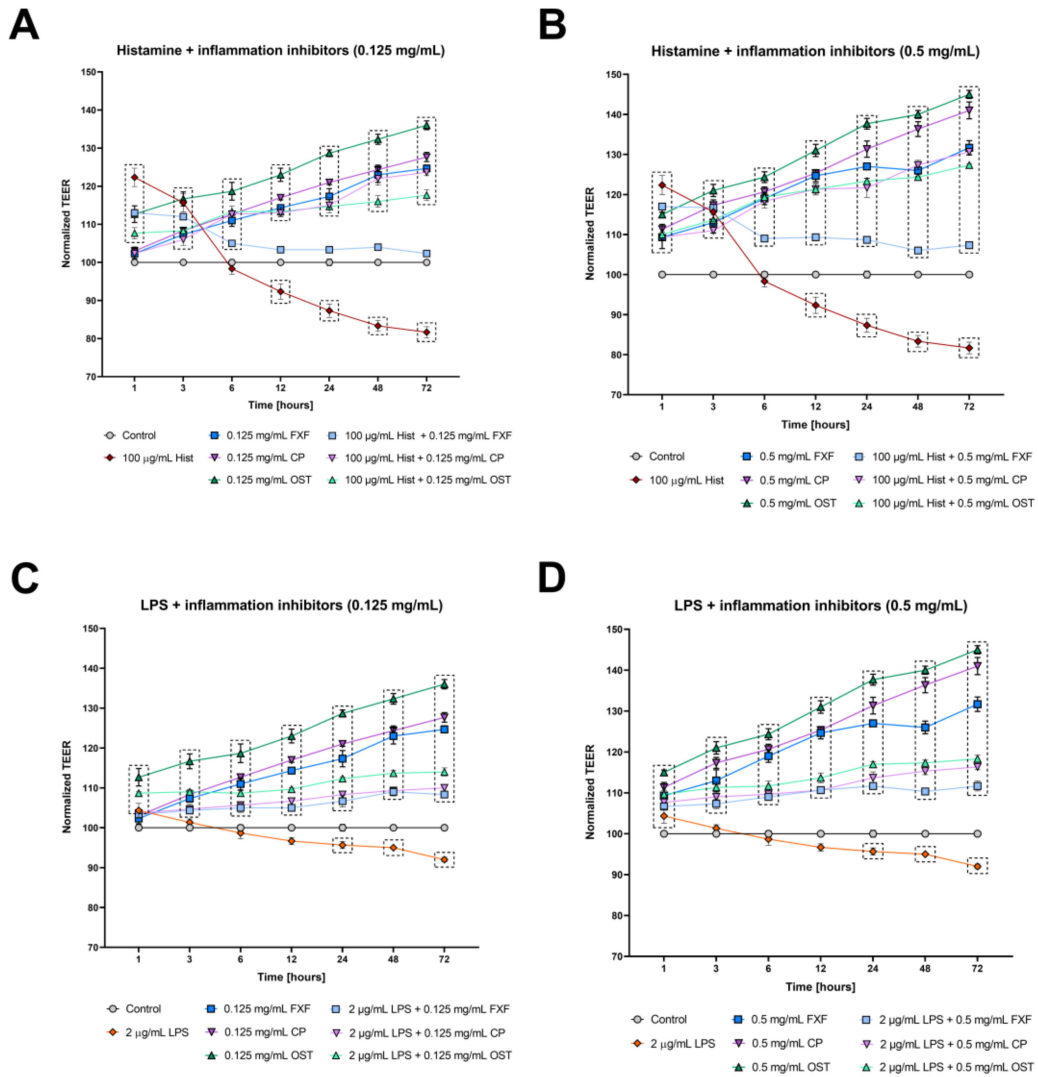 A
Histamine + inflammation inhibitors (0.125 mg/mL)
Normalized TEER
150
140
130
120
110
100
90
80
70
1 3 6 12 24 48 72
Time [hours]
Control
0.125 mg/mL FXF
100 µg/mL Hist + 0.125 mg/mL FXF
100 µg/mL Hist
0.125 mg/mL CP
100 µg/mL Hist + 0.125 mg/mL CP
0.125 mg/mL OST
100 µg/mL Hist + 0.125 mg/mL OST
B
Histamine + inflammation inhibitors (0.5 mg/mL)
Normalized TEER
150
140
130
120
110
100
90
80
70
1 3 6 12 24 48 72
Time [hours]
Control
0.5 mg/mL FXF
100 µg/mL Hist + 0.5 mg/mL FXF
100 µg/mL Hist
0.5 mg/mL CP
100 µg/mL Hist + 0.5 mg/mL CP
0.5 mg/mL OST
100 µg/mL Hist + 0.5 mg/mL OST
C
LPS + inflammation inhibitors (0.125 mg/mL)
Normalized TEER
150
140
130
120
110
100
90
80
70
1 3 6 12 24 48 72
Time [hours]
Control
0.125 mg/mL FXF
2 µg/mL LPS + 0.125 mg/mL FXF
2 µg/mL LPS
0.125 mg/mL CP
2 µg/mL LPS + 0.125 mg/mL CP
0.125 mg/mL OST
2 µg/mL LPS + 0.125 mg/mL OST
D
LPS + inflammation inhibitors (0.5 mg/mL)
Normalized TEER
150
140
130
120
110
100
90
80
70
1 3 6 12 24 48 72
Time [hours]
Control
0.5 mg/mL FXF
2 µg/mL LPS + 0.5 mg/mL FXF
2 µg/mL LPS
0.5 mg/mL CP
2 µg/mL LPS + 0.5 mg/mL CP
0.5 mg/mL OST
2 µg/mL LPS + 0.5 mg/mL OST